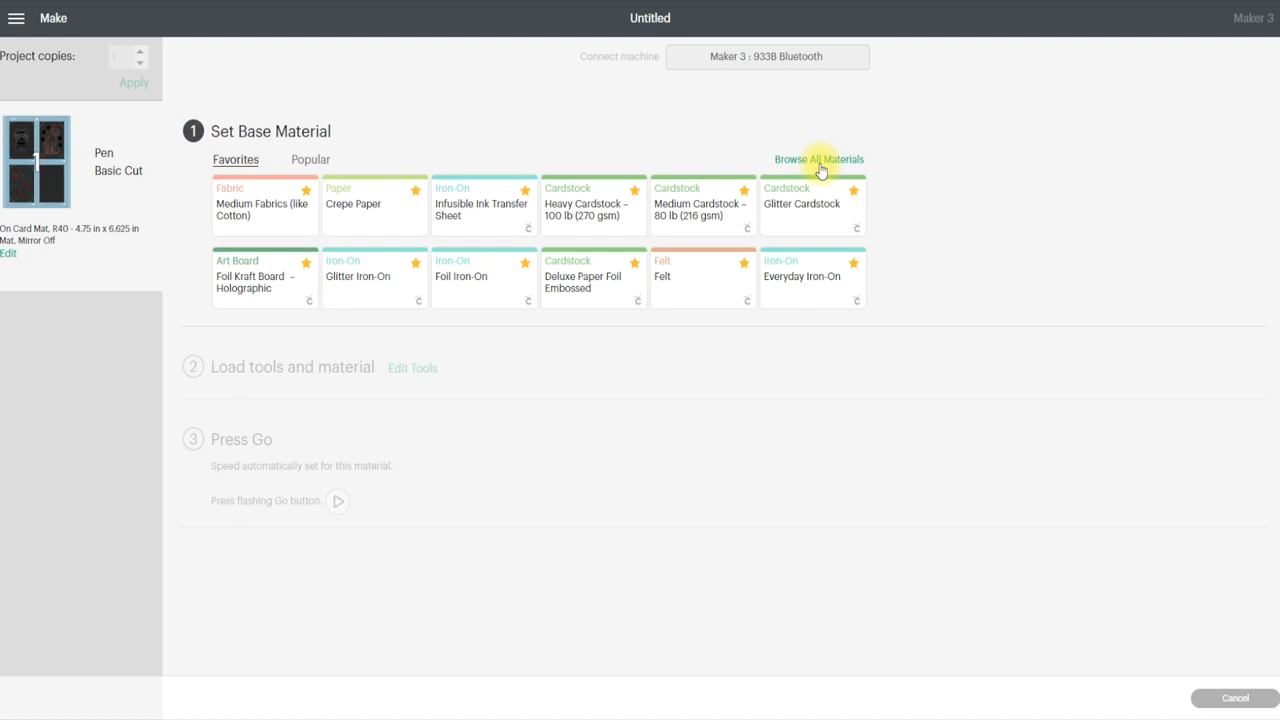 Make
Untitled
Maker 3
Project copies:
1
Apply
Connect machine
Maker 3 : 933B Bluetooth
1
Pen
Basic Cut
On Card Mat, R40 - 4.75 in x 6.625 in
Mat, Mirror Off
Edit
1 Set Base Material
Favorites
Popular
Browse All Materials
Fabric
Medium Fabrics (like
Cotton)
Paper
Crepe Paper
Iron-On
Infusible Ink Transfer
Sheet
Cardstock
Heavy Cardstock –
100 lb (270 gsm)
Cardstock
Medium Cardstock –
80 lb (216 gsm)
Cardstock
Glitter Cardstock
Art Board
Foil Kraft Board –
Holographic
Iron-On
Glitter Iron-On
Iron-On
Foil Iron-On
Cardstock
Deluxe Paper Foil
Embossed
Felt
Felt
Iron-On
Everyday Iron-On
2 Load tools and material Edit Tools
3 Press Go
Speed automatically set for this material.
Press flashing Go button.
Cancel